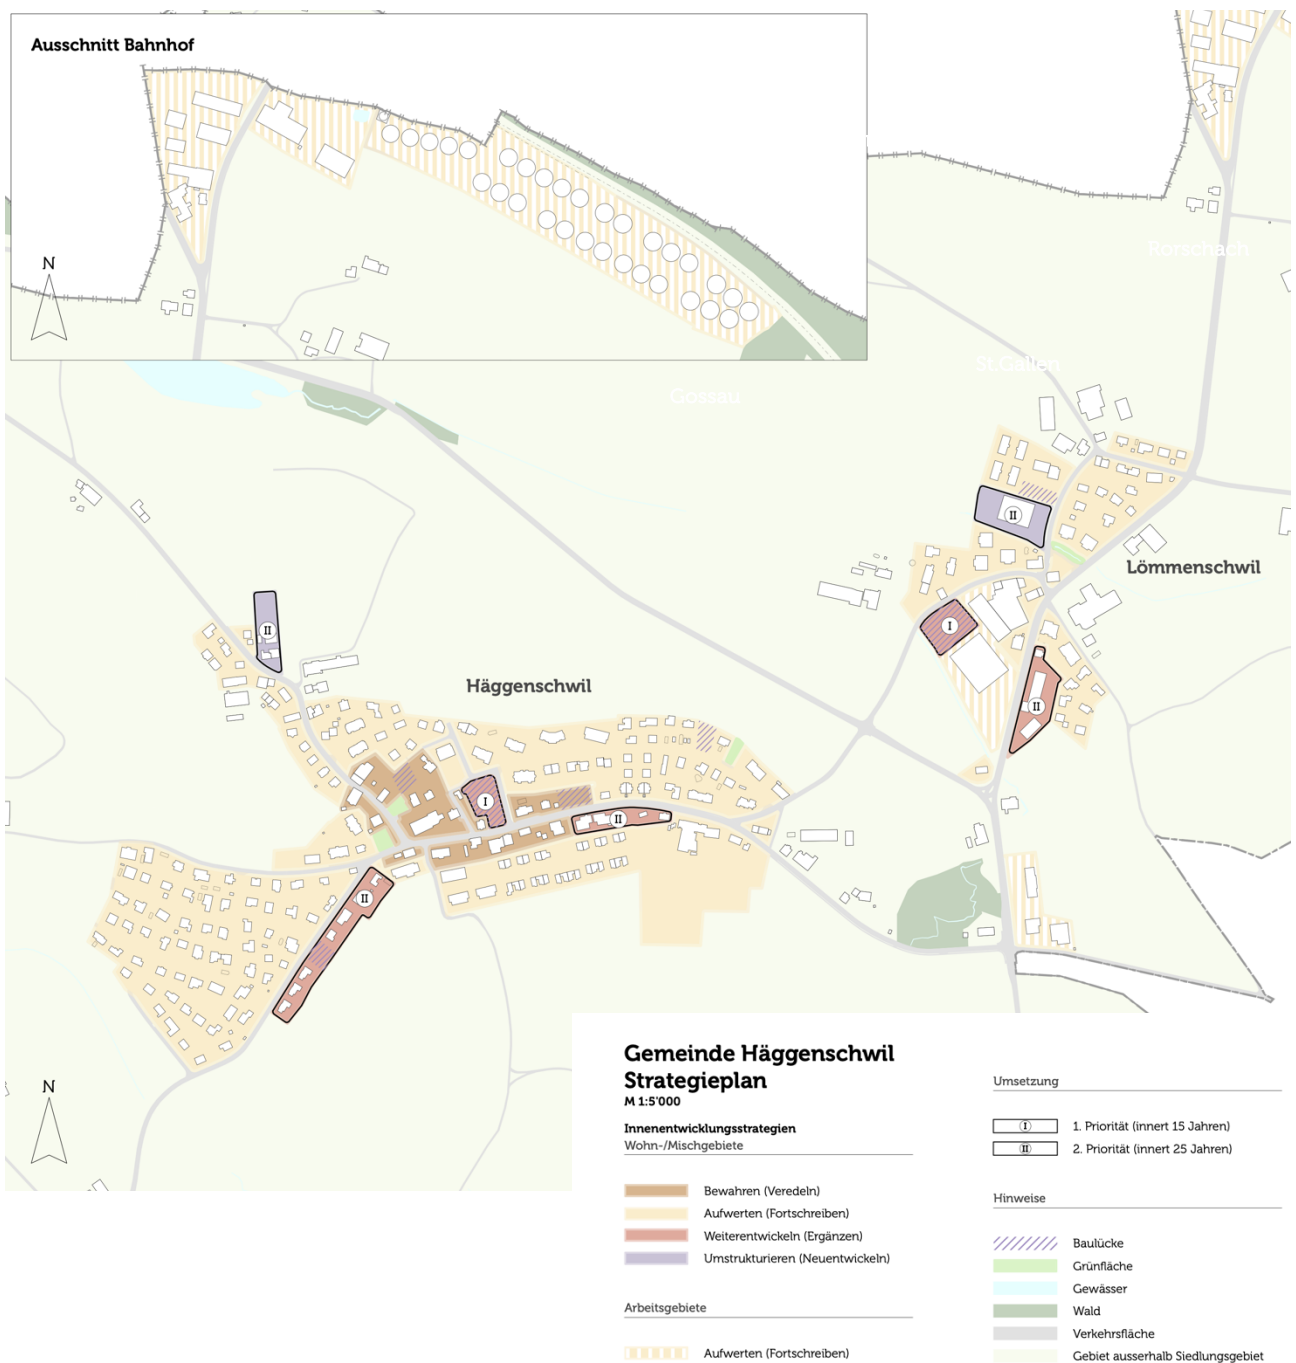 Ausschnitt Bahnhof
N
Rorschach
St.Gallen
Gossau
II
Lömmenschwil
I
II
II
Häggenschwil
I
II
II
N
Gemeinde Häggenschwil
Strategieplan
M 1:5'000
Innenentwicklungsstrategien
Wohn-/Mischgebiete
Bewahren (Veredeln)
Aufwerten (Fortschreiben)
Weiterentwickeln (Ergänzen)
Umstrukturieren (Neuentwickeln)
Arbeitsgebiete
Aufwerten (Fortschreiben)
Umsetzung
I 1. Priorität (innert 15 Jahren)
II 2. Priorität (innert 25 Jahren)
Hinweise
Baulücke
Grünfläche
Gewässer
Wald
Verkehrsfläche
Gebiet ausserhalb Siedlungsgebiet